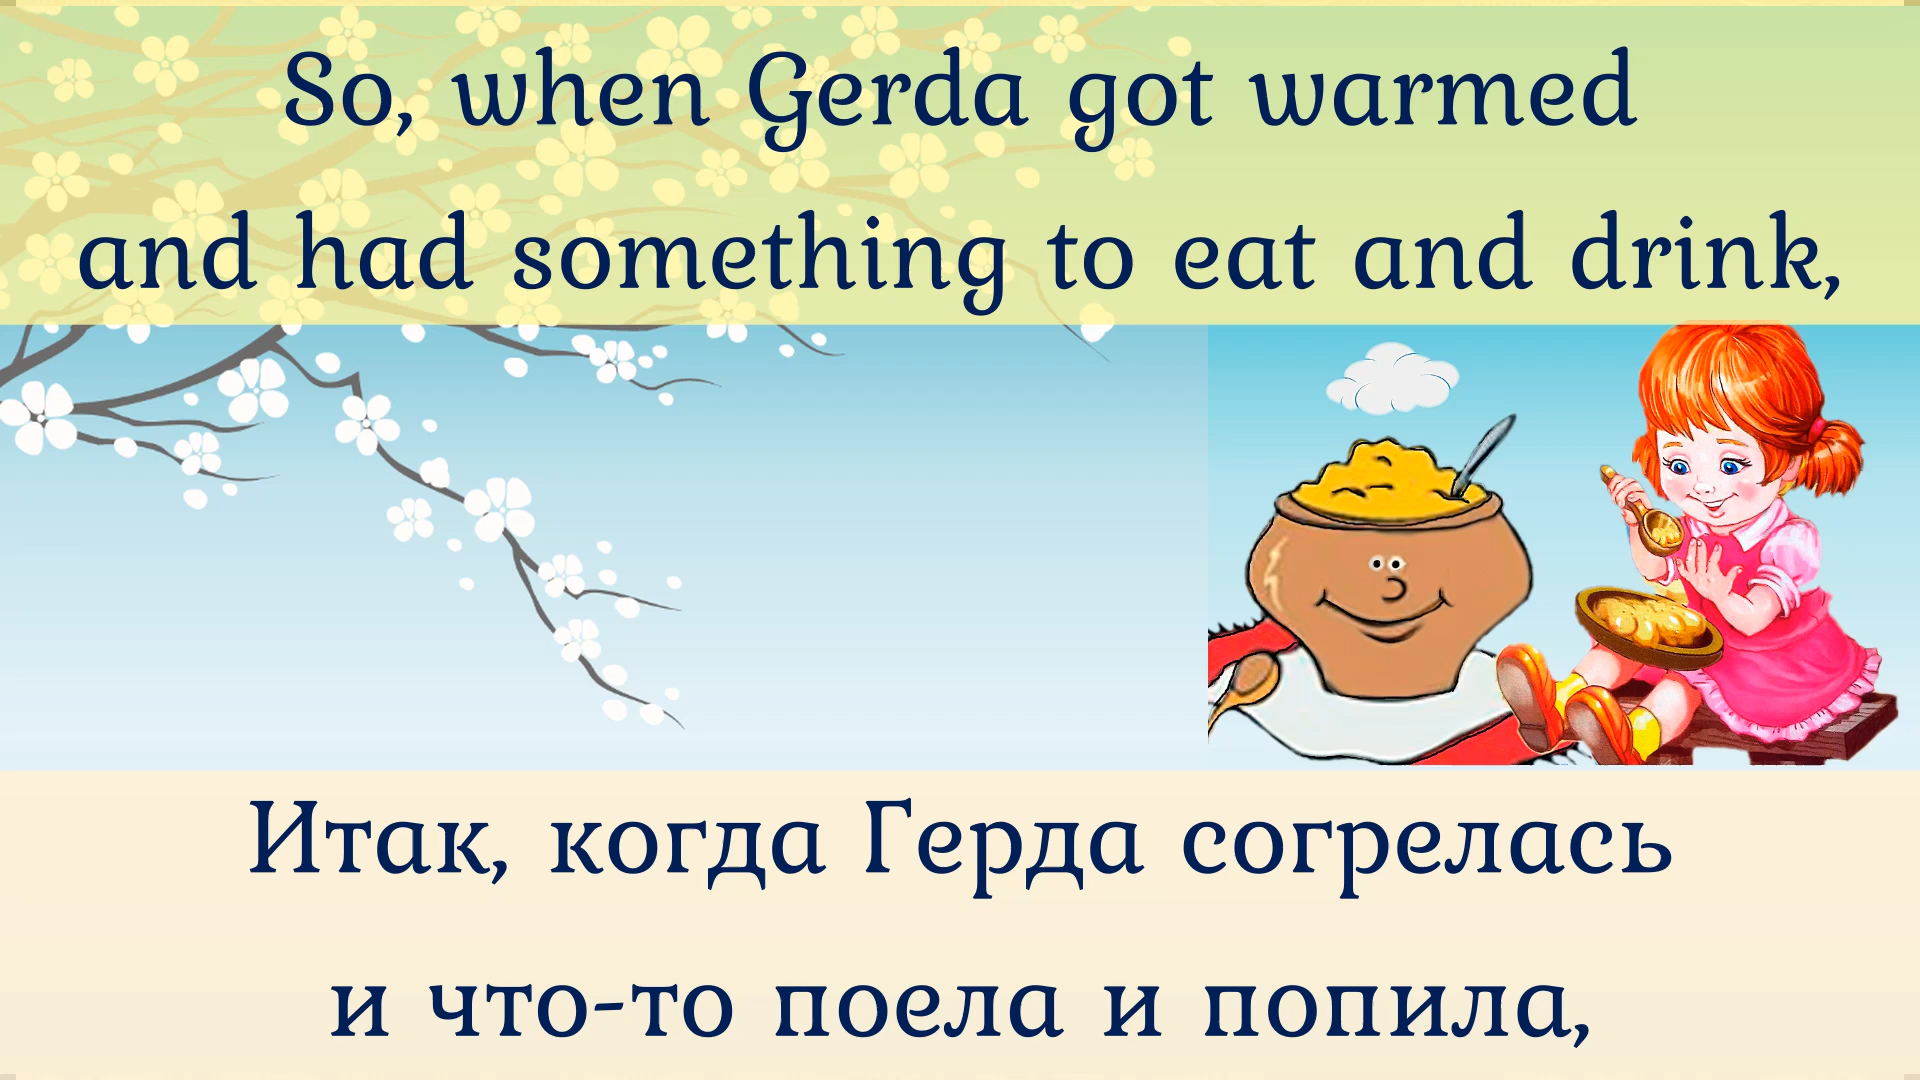 So, when Gerda got warmed
and had something to eat and drink,
Итак, когда Герда согрелась
и что-то поела и попила,